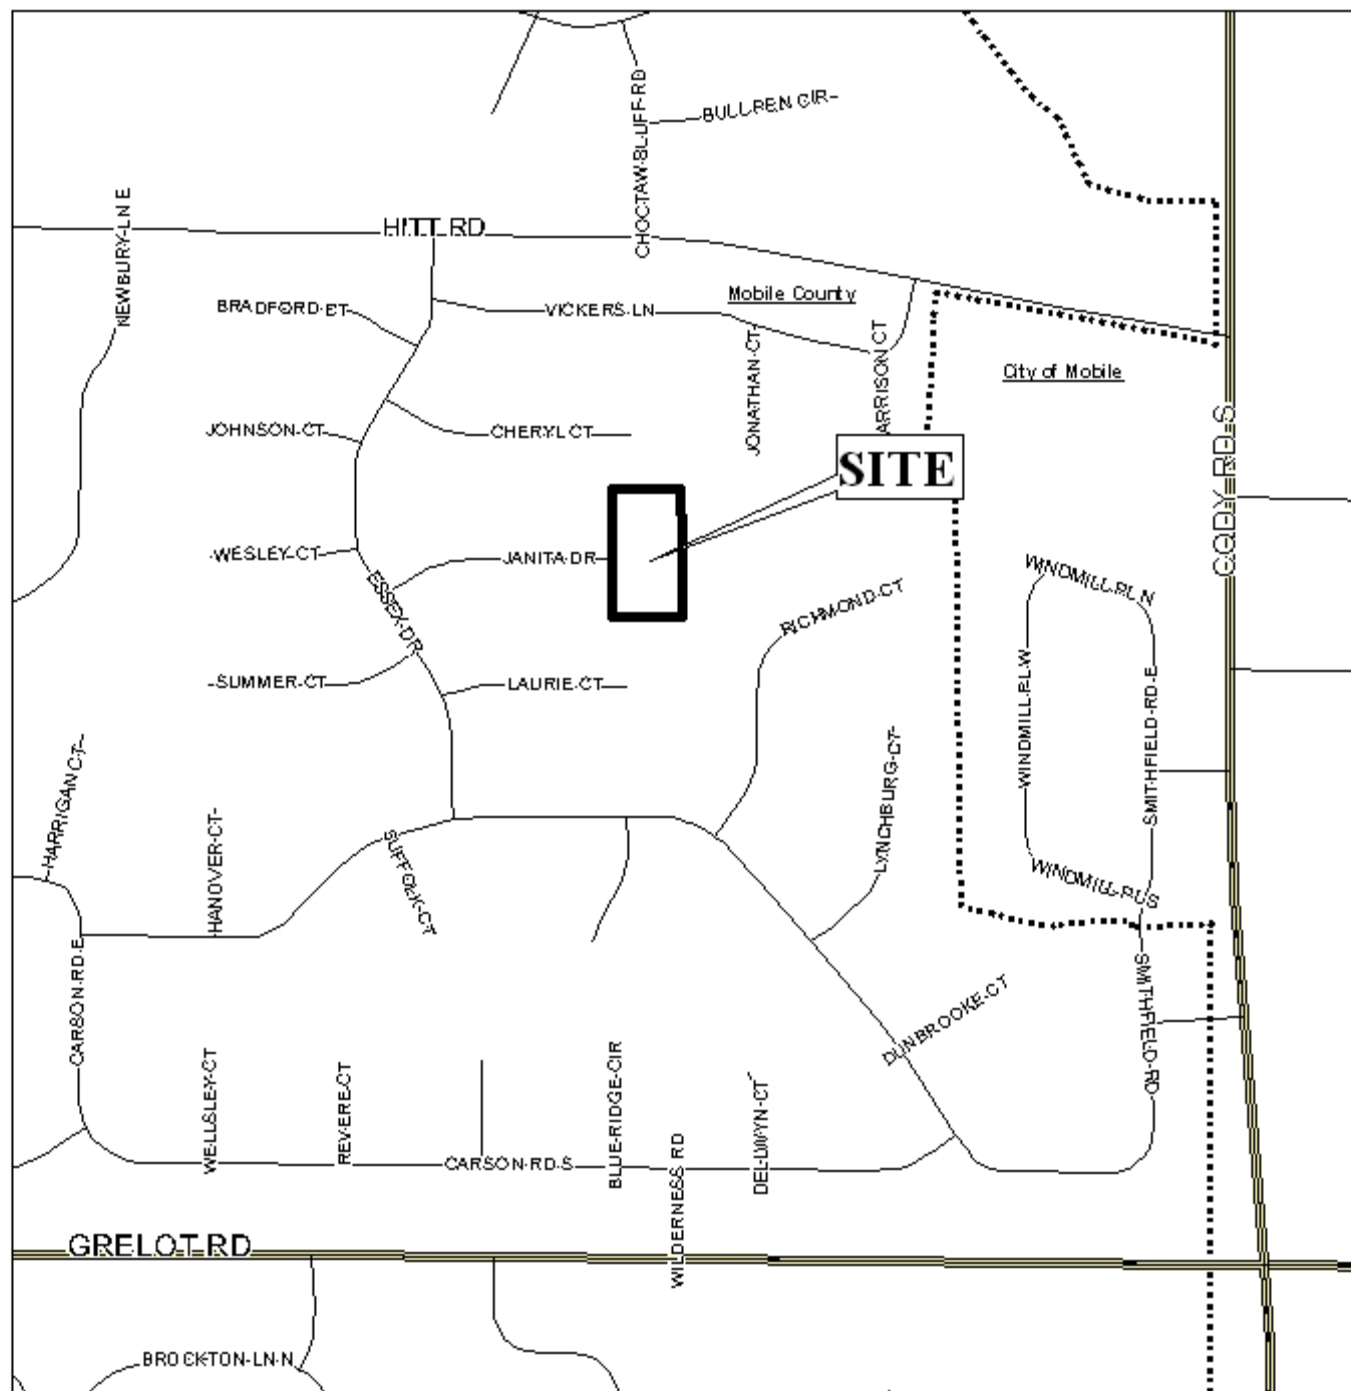 CHOCTAW BLUFF RD
BULL PEN CIR
NEWBURY LN E
HITT RD
BRADFORD CT
VICKERS LN
Mobile County
JONATHAN CT
ARRISON CT
City of Mobile
JOHNSON CT
CHERYL CT
SITE
CODY RD S
WESLEY CT
ESSEX DR
JANITA DR
RICHMOND CT
WINDMILL PL N
WINDMILL PL W
SMITHFIELD RD E
SUMMER CT
LAURIE CT
HARRIGAN CT
HANOVER CT
SUFFOLK CT
LYNCHBURG CT
WINDMILL PL S
CARSON RD E
SMITHFIELD RD
DUNBROOKE CT
WELLSLEY CT
REVERE CT
CARSON RD S
BLUE RIDGE CIR
WILDERNESS RD
DELWYN CT
GRELOT RD
BROCKTON LN N